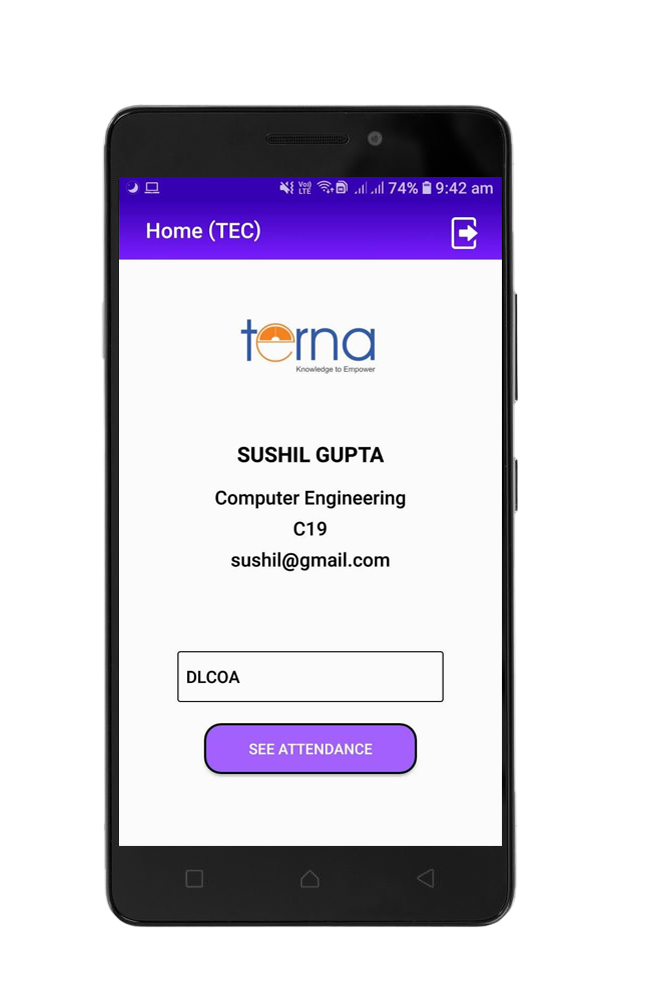 Vo)) LTE 74% 9:42 am
Home (TEC)
terna
Knowledge to Empower
SUSHIL GUPTA
Computer Engineering
C19
sushil@gmail.com
DLCOA
SEE ATTENDANCE